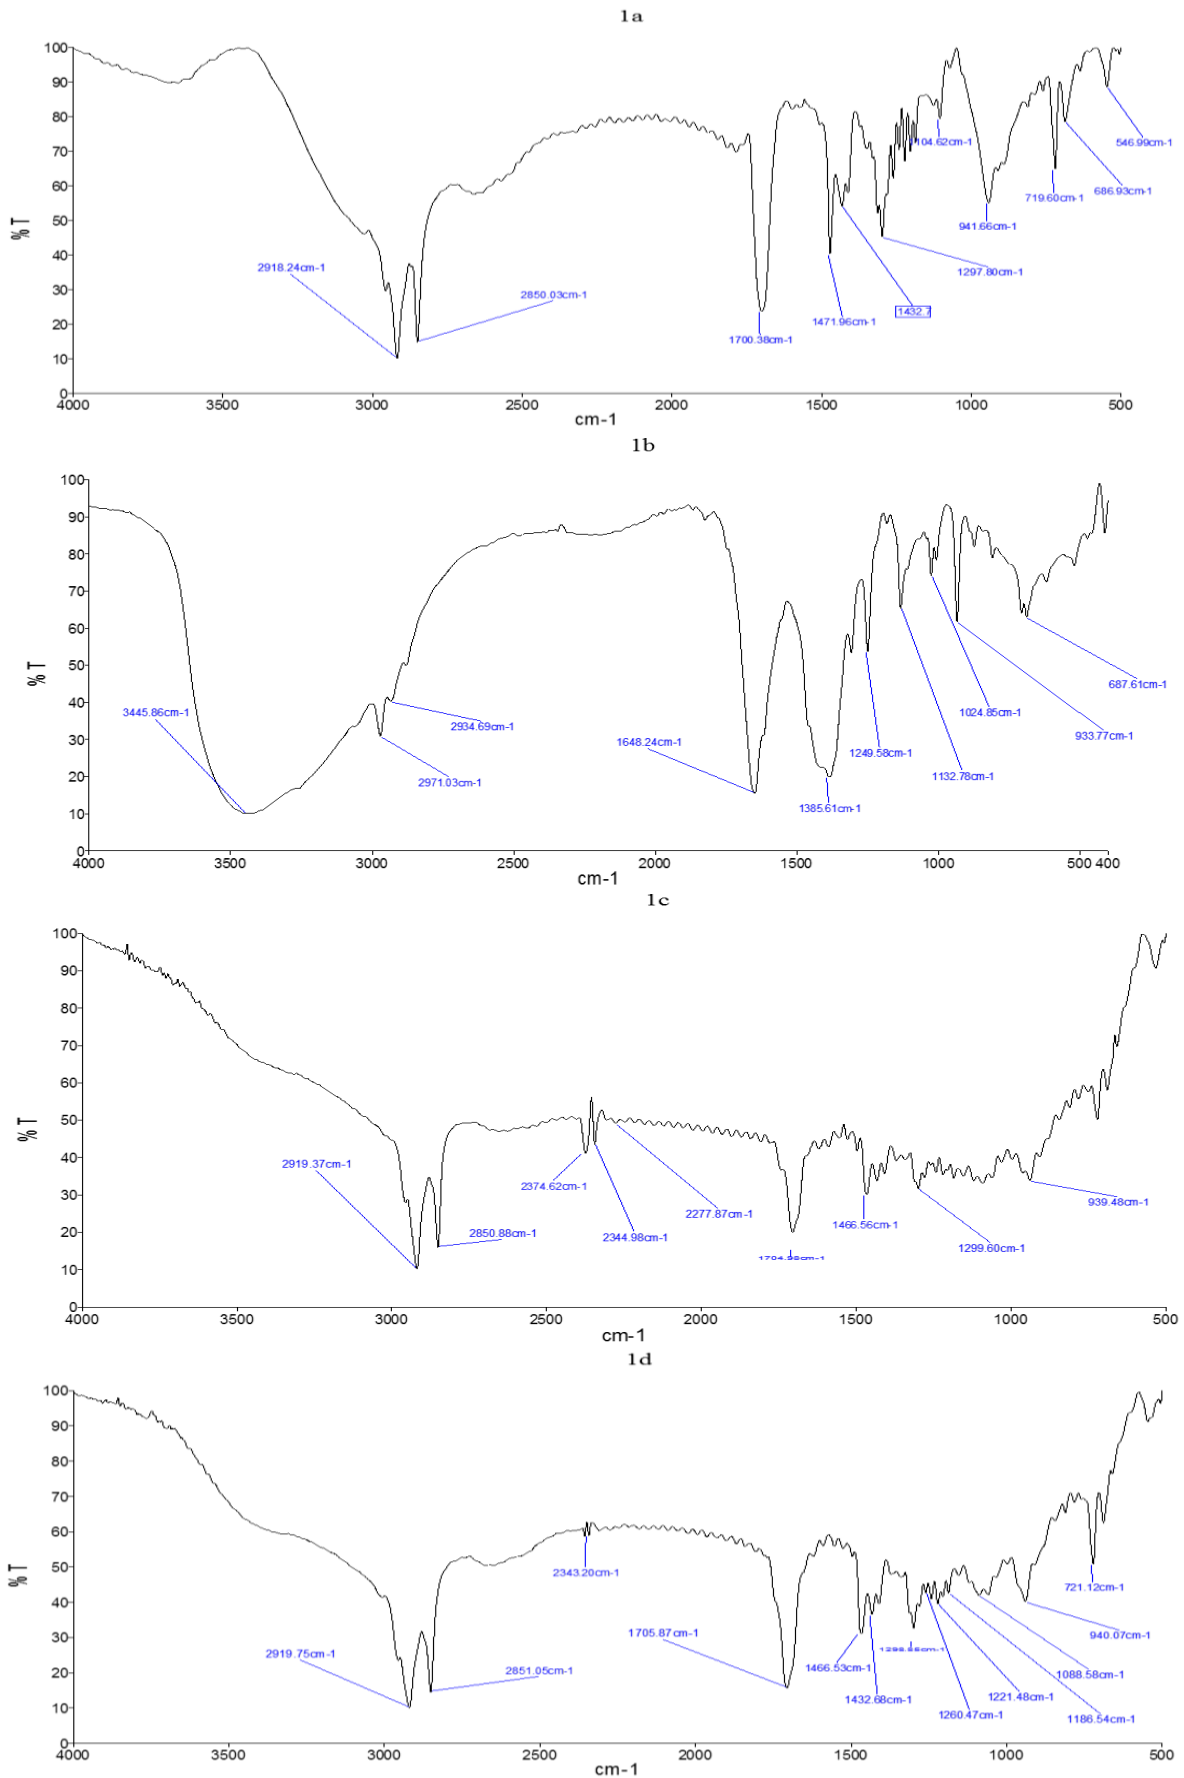 1a
100
90
80
70
60
50
40
30
20
10
0
% T
104.62cm-1
546.99cm-1
686.93cm-1
719.60cm-1
941.66cm-1
2918.24cm-1
1297.80cm-1
2850.03cm-1
1432.7
1471.96cm-1
1700.38cm-1
4000 3500 3000 2500 2000 1500 1000 500
cm-1
1b
100
90
80
70
60
50
40
30
20
10
0
% T
687.61cm-1
3445.86cm-1
1024.85cm-1
2934.69cm-1
933.77cm-1
1648.24cm-1
1249.58cm-1
1132.78cm-1
2971.03cm-1
1385.61cm-1
4000 3500 3000 2500 2000 1500 1000 500 400
cm-1
1c
100
90
80
70
60
50
40
30
20
10
0
% T
2919.37cm-1
2374.62cm-1
939.48cm-1
2277.87cm-1
1466.56cm-1
2850.88cm-1
2344.98cm-1
1299.60cm-1
4000 3500 3000 2500 2000 1500 1000 500
cm-1
1d
100
90
80
70
60
50
40
30
20
10
0
% T
2343.20cm-1
721.12cm-1
1705.87cm-1
940.07cm-1
2919.75cm-1
1466.53cm-1
2851.05cm-1
1088.58cm-1
1432.68cm-1
1221.48cm-1
1260.47cm-1
1186.54cm-1
4000 3500 3000 2500 2000 1500 1000 500
cm-1